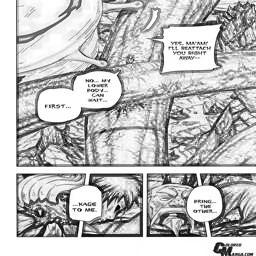 YES, MA'AM!
I'LL REATTACH
YOU RIGHT
AWAY--
NO... MY
LOWER
BODY...
CAN
WAIT...
FIRST...
...KAGE
TO ME.
BRING...
THE
OTHER...
COLORED
MANGA.COM